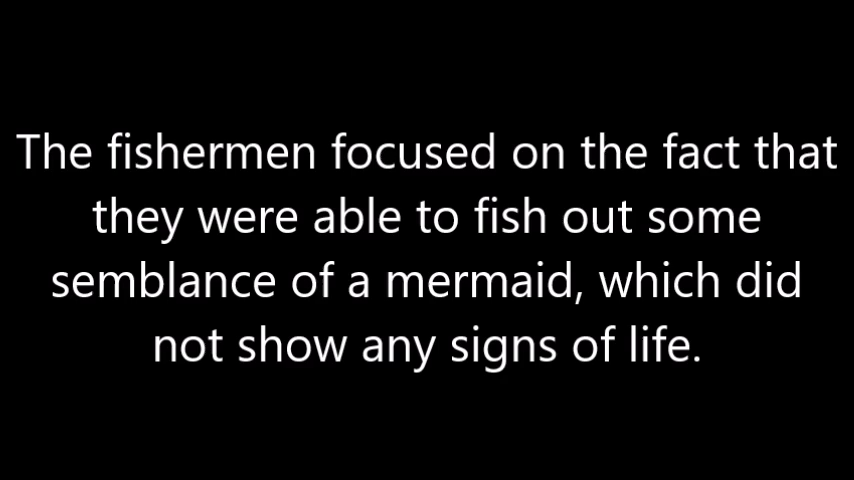 The fishermen focused on the fact that
they were able to fish out some
semblance of a mermaid, which did
not show any signs of life.